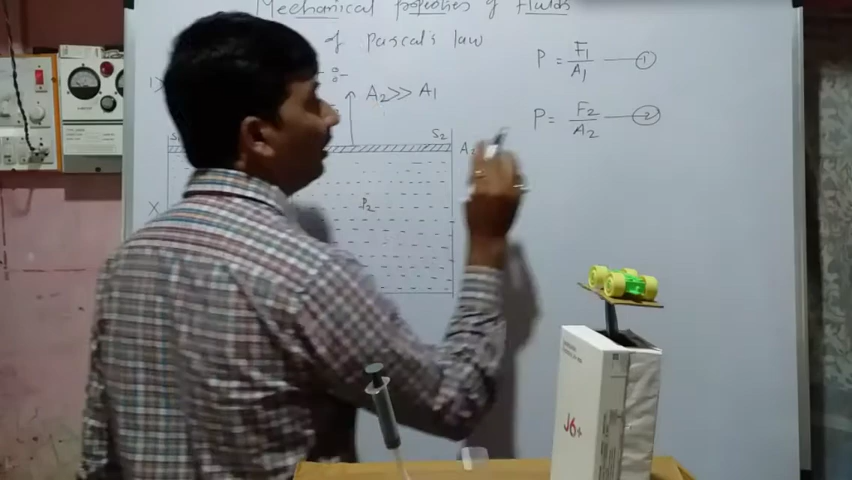 Mechanical properties of Fluids
of Pascal's law
P = F1/A1 ——①
A2 >> A1
P = F2/A2 ——②
S2
P2
X
J6+